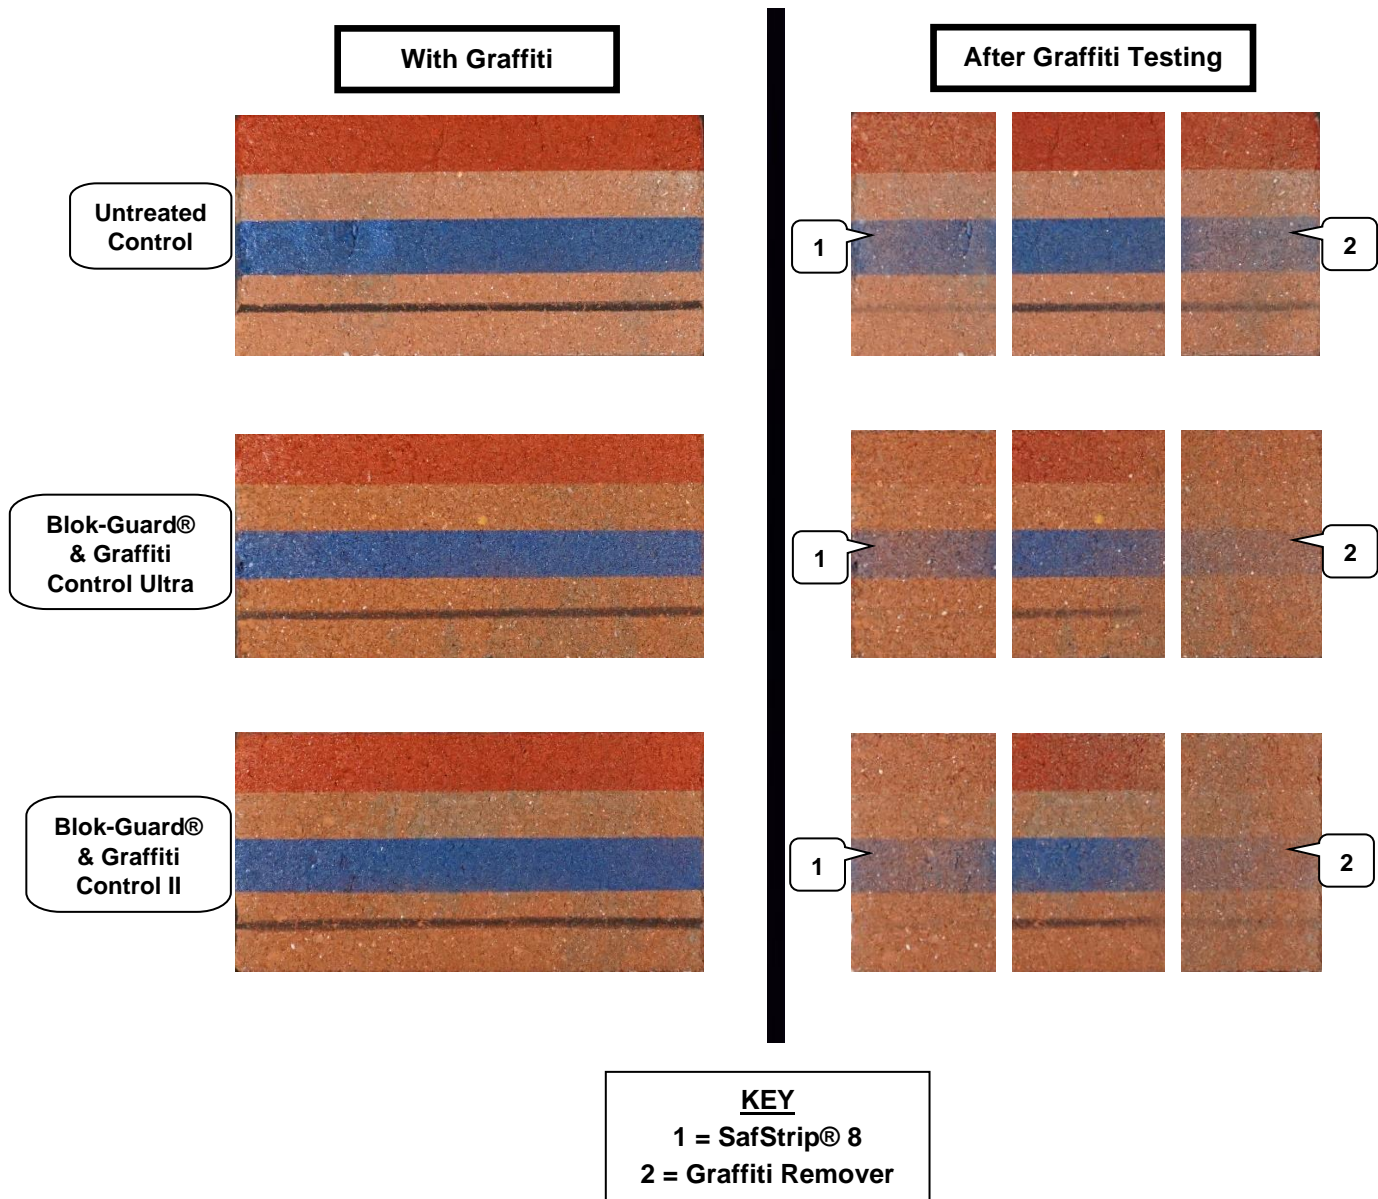 With Graffiti
After Graffiti Testing
Untreated
Control
1
2
Blok-Guard®
& Graffiti
Control Ultra
1
2
Blok-Guard®
& Graffiti
Control II
1
2
KEY
1 = SafStrip® 8
2 = Graffiti Remover